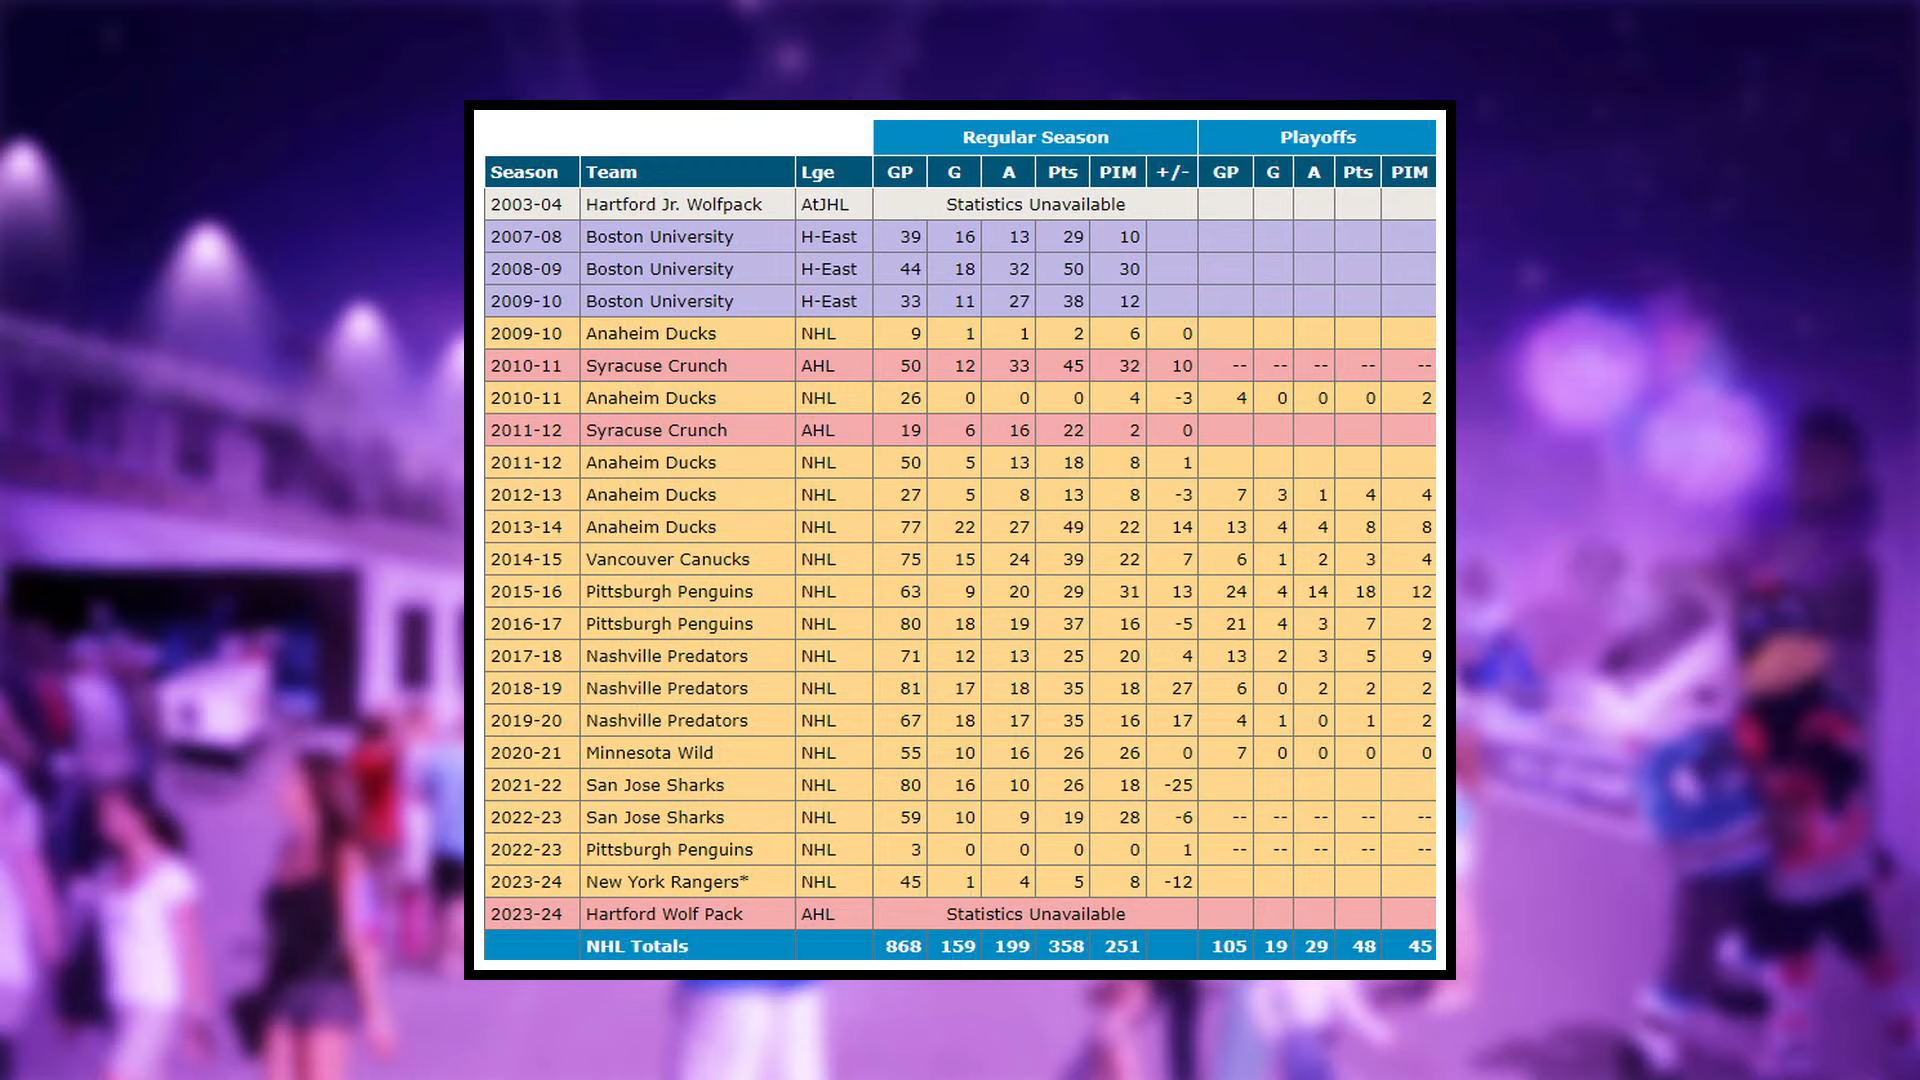 Regular Season Playoffs
Season Team Lge GP G A Pts PIM +/- GP G A Pts PIM
2003-04 Hartford Jr. Wolfpack AtJHL Statistics Unavailable
2007-08 Boston University H-East 39 16 13 29 10
2008-09 Boston University H-East 44 18 32 50 30
2009-10 Boston University H-East 33 11 27 38 12
2009-10 Anaheim Ducks NHL 9 1 1 2 6 0
2010-11 Syracuse Crunch AHL 50 12 33 45 32 10 -- -- -- -- --
2010-11 Anaheim Ducks NHL 26 0 0 0 4 -3 4 0 0 0 2
2011-12 Syracuse Crunch AHL 19 6 16 22 2 0
2011-12 Anaheim Ducks NHL 50 5 13 18 8 1
2012-13 Anaheim Ducks NHL 27 5 8 13 8 -3 7 3 1 4 4
2013-14 Anaheim Ducks NHL 77 22 27 49 22 14 13 4 4 8 8
2014-15 Vancouver Canucks NHL 75 15 24 39 22 7 6 1 2 3 4
2015-16 Pittsburgh Penguins NHL 63 9 20 29 31 13 24 4 14 18 12
2016-17 Pittsburgh Penguins NHL 80 18 19 37 16 -5 21 4 3 7 2
2017-18 Nashville Predators NHL 71 12 13 25 20 4 13 2 3 5 9
2018-19 Nashville Predators NHL 81 17 18 35 18 27 6 0 2 2 2
2019-20 Nashville Predators NHL 67 18 17 35 16 17 4 1 0 1 2
2020-21 Minnesota Wild NHL 55 10 16 26 26 0 7 0 0 0 0
2021-22 San Jose Sharks NHL 80 16 10 26 18 -25
2022-23 San Jose Sharks NHL 59 10 9 19 28 -6 -- -- -- -- --
2022-23 Pittsburgh Penguins NHL 3 0 0 0 0 1 -- -- -- -- --
2023-24 New York Rangers* NHL 45 1 4 5 8 -12
2023-24 Hartford Wolf Pack AHL Statistics Unavailable
NHL Totals 868 159 199 358 251 105 19 29 48 45